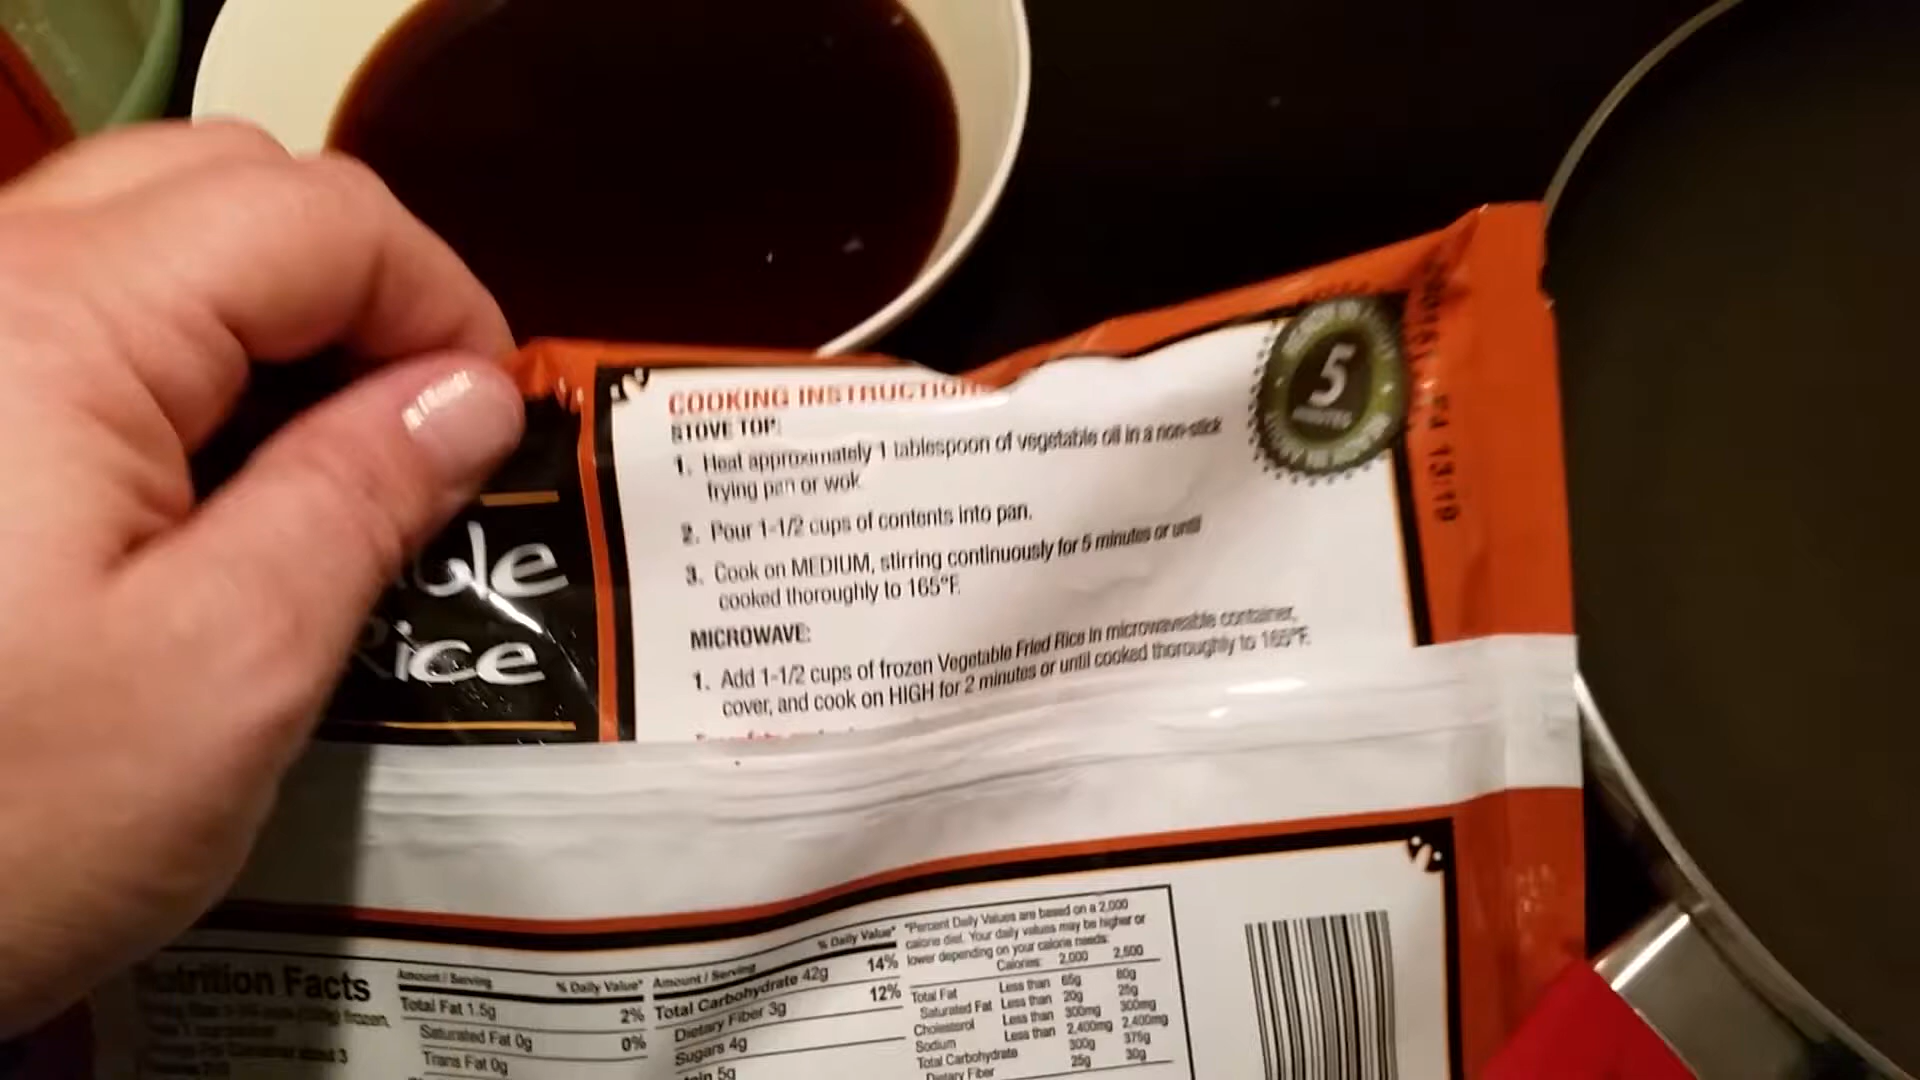 COOKING INSTRUCTION
STOVE TOP:
1. Heat approximately 1 tablespoon of vegetable oil in a non-stick
frying pan or wok
2. Pour 1-1/2 cups of contents into pan.
3. Cook on MEDIUM, stirring continuously for 5 minutes or until
cooked thoroughly to 165°F.
MICROWAVE:
1. Add 1-1/2 cups of frozen Vegetable Fried Rice in microwaveable container,
cover, and cook on HIGH for 2 minutes or until cooked thoroughly to 165°F.
5
MINUTES
13:19
ble
Rice
Nutrition Facts
Amount / Serving % Daily Value*
Total Fat 1.5g 2%
Saturated Fat 0g 0%
Trans Fat 0g
Amount / Serving % Daily Value*
Total Carbohydrate 42g 14%
Dietary Fiber 3g 12%
Sugars 4g
5g
*Percent Daily Values are based on a 2,000
calorie diet. Your daily values may be higher or
lower depending on your calorie needs:
Calories: 2,000 2,500
Total Fat Less than 65g 80g
Saturated Fat Less than 20g 25g
Cholesterol Less than 300mg 300mg
Sodium Less than 2,400mg 2,400mg
Total Carbohydrate 300g 375g
Dietary Fiber 25g 30g